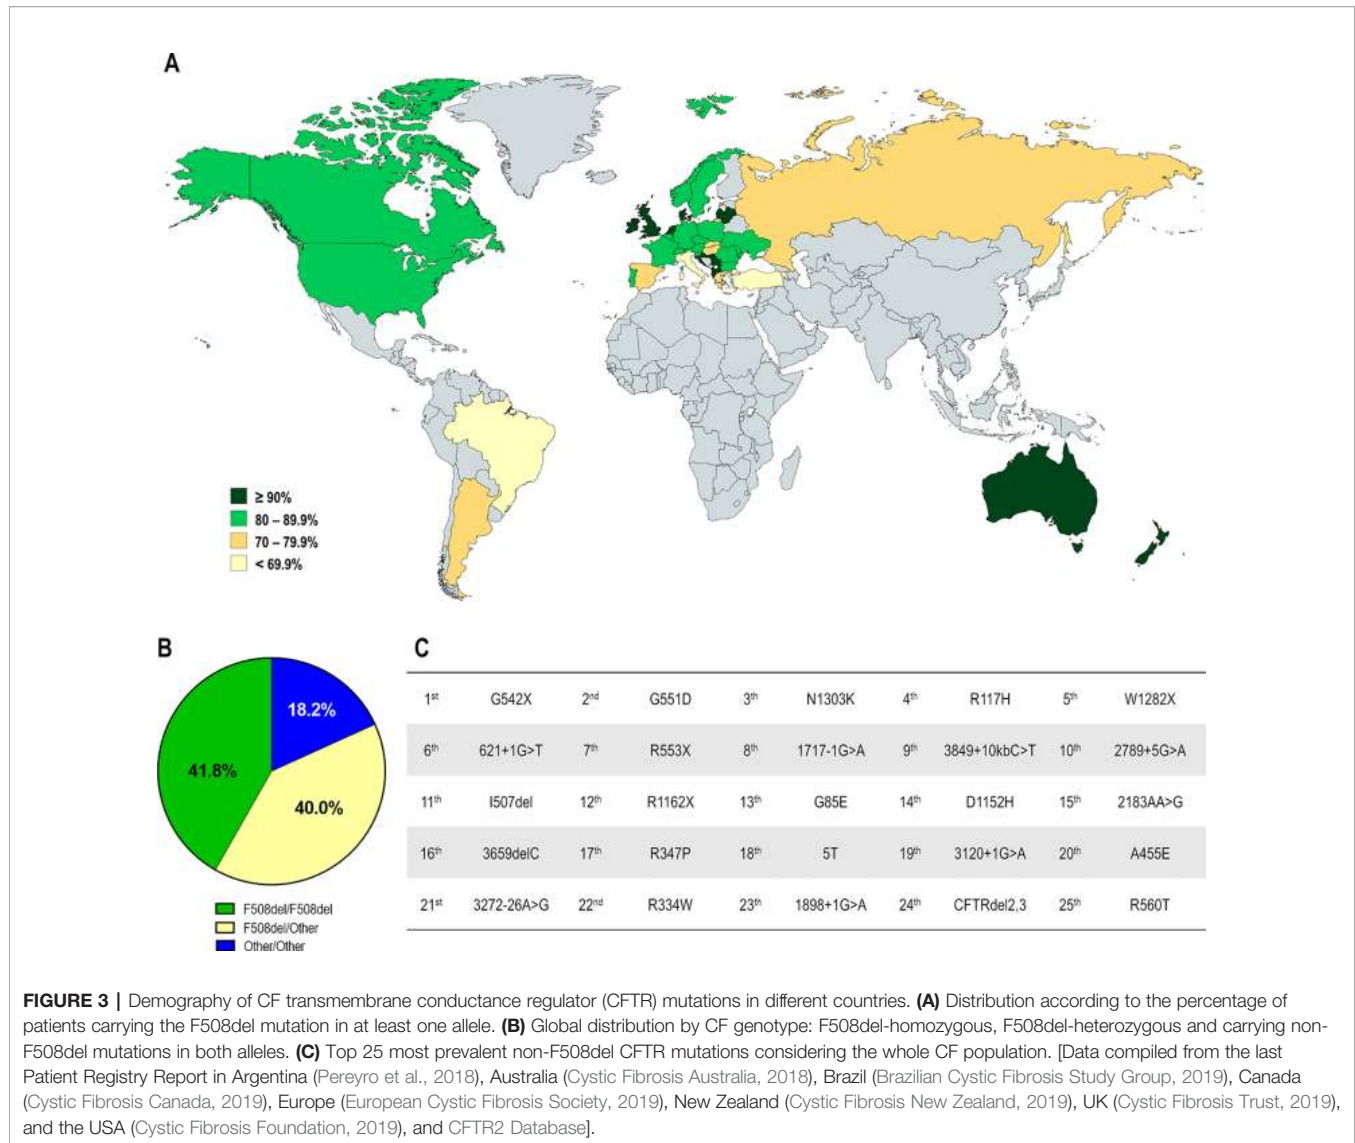 A
≥ 90%
80 – 89.9%
70 – 79.9%
< 69.9%
B
18.2%
41.8%
40.0%
F508del/F508del
F508del/Other
Other/Other
C
1st G542X 2nd G551D 3th N1303K 4th R117H 5th W1282X
6th 621+1G>T 7th R553X 8th 1717-1G>A 9th 3849+10kbC>T 10th 2789+5G>A
11th I507del 12th R1162X 13th G85E 14th D1152H 15th 2183AA>G
16th 3659delC 17th R347P 18th 5T 19th 3120+1G>A 20th A455E
21st 3272-26A>G 22nd R334W 23th 1898+1G>A 24th CFTRdel2,3 25th R560T
FIGURE 3 | Demography of CF transmembrane conductance regulator (CFTR) mutations in different countries. (A) Distribution according to the percentage of
patients carrying the F508del mutation in at least one allele. (B) Global distribution by CF genotype: F508del-homozygous, F508del-heterozygous and carrying non-
F508del mutations in both alleles. (C) Top 25 most prevalent non-F508del CFTR mutations considering the whole CF population. [Data compiled from the last
Patient Registry Report in Argentina (Pereyro et al., 2018), Australia (Cystic Fibrosis Australia, 2018), Brazil (Brazilian Cystic Fibrosis Study Group, 2019), Canada
(Cystic Fibrosis Canada, 2019), Europe (European Cystic Fibrosis Society, 2019), New Zealand (Cystic Fibrosis New Zealand, 2019), UK (Cystic Fibrosis Trust, 2019),
and the USA (Cystic Fibrosis Foundation, 2019), and CFTR2 Database].